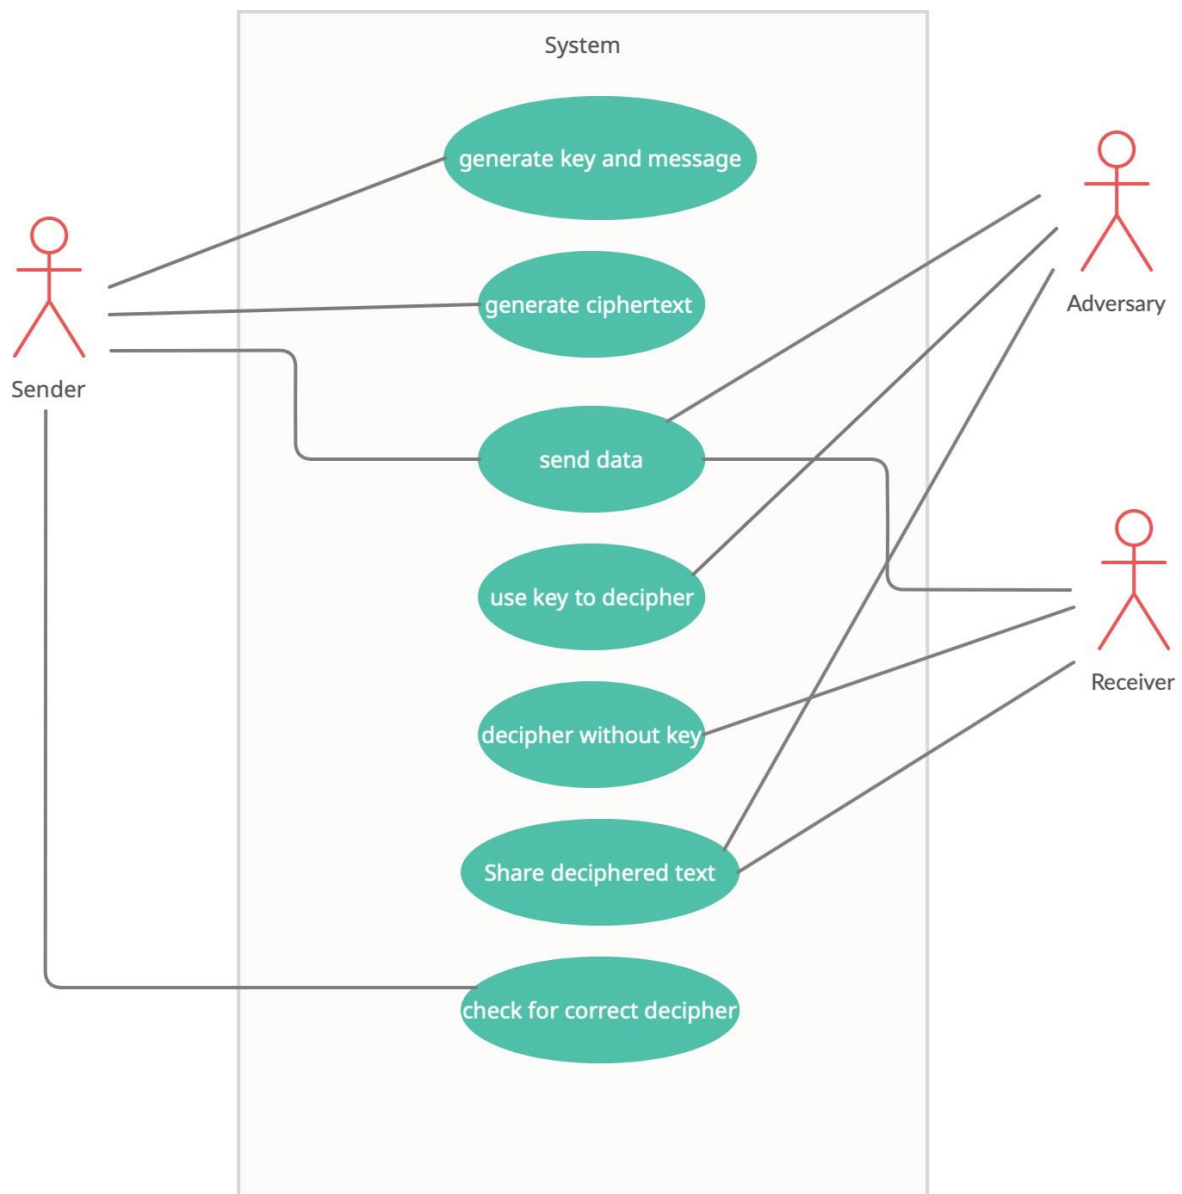 System
generate key and message
generate ciphertext
send data
use key to decipher
decipher without key
Share deciphered text
check for correct decipher
Sender
Adversary
Receiver